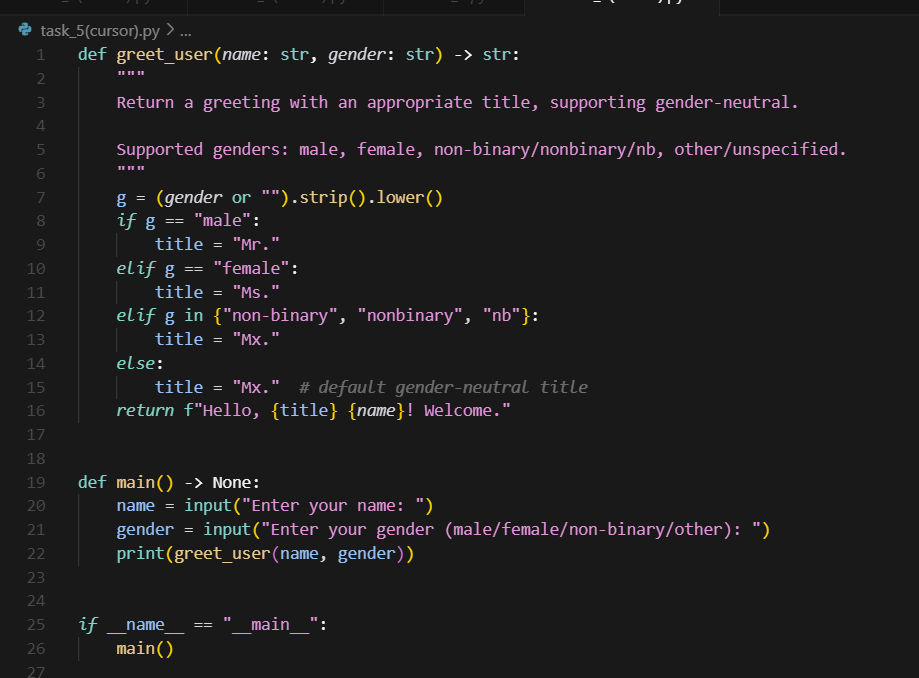 task_5(cursor).py > ...
1 def greet_user(name: str, gender: str) -> str:
2     """
3     Return a greeting with an appropriate title, supporting gender-neutral.
4
5     Supported genders: male, female, non-binary/nonbinary/nb, other/unspecified.
6     """
7     g = (gender or "").strip().lower()
8     if g == "male":
9         title = "Mr."
10     elif g == "female":
11         title = "Ms."
12     elif g in {"non-binary", "nonbinary", "nb"}:
13         title = "Mx."
14     else:
15         title = "Mx."  # default gender-neutral title
16     return f"Hello, {title} {name}! Welcome."
17
18
19 def main() -> None:
20     name = input("Enter your name: ")
21     gender = input("Enter your gender (male/female/non-binary/other): ")
22     print(greet_user(name, gender))
23
24
25 if __name__ == "__main__":
26     main()
27